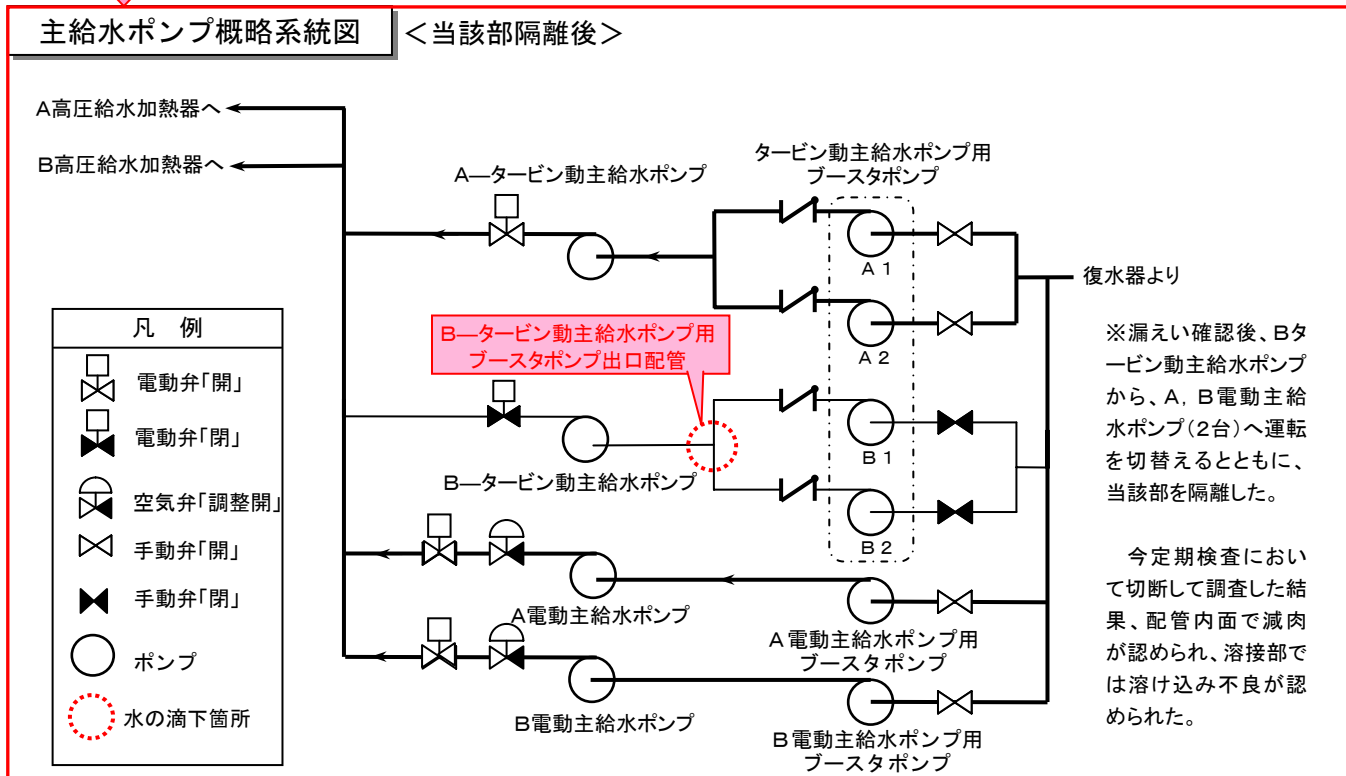 主給水ポンプ概略系統図
＜当該部隔離後＞
A高圧給水加熱器へ
B高圧給水加熱器へ
A―タービン動主給水ポンプ
タービン動主給水ポンプ用
ブースタポンプ
A1
A2
復水器より
B―タービン動主給水ポンプ用
ブースタポンプ出口配管
B1
B2
B―タービン動主給水ポンプ
A電動主給水ポンプ
A電動主給水ポンプ用
ブースタポンプ
B電動主給水ポンプ
B電動主給水ポンプ用
ブースタポンプ
凡 例
電動弁「開」
電動弁「閉」
空気弁「調整開」
手動弁「開」
手動弁「閉」
ポンプ
水の滴下箇所
※漏えい確認後、Bタ
ービン動主給水ポンプ
から、A, B電動主給
水ポンプ（2台）へ運転
を切替えるとともに、
当該部を隔離した。
今定期検査におい
て切断して調査した結
果、配管内面で減肉
が認められ、溶接部で
は溶け込み不良が認
められた。